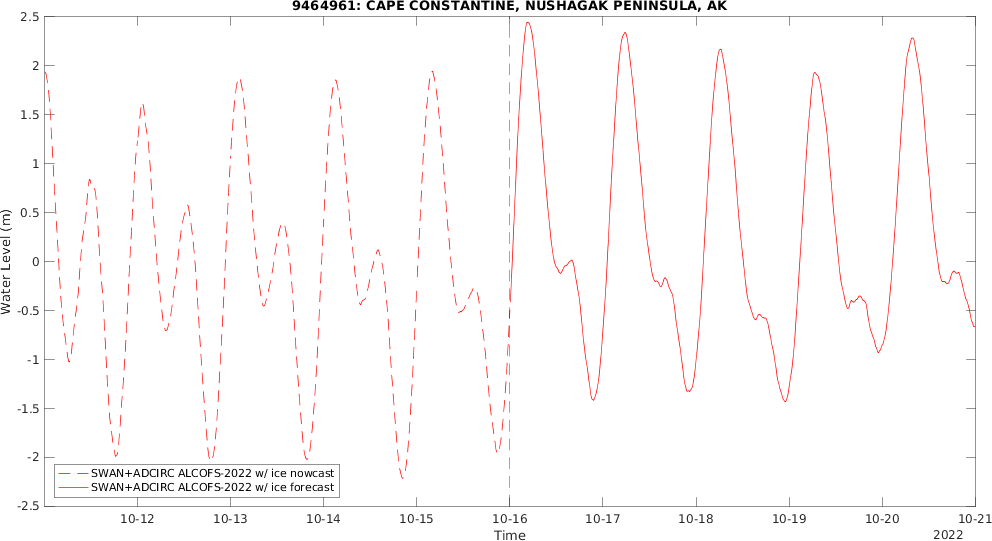 9464961: CAPE CONSTANTINE, NUSHAGAK PENINSULA, AK
2.5
2
1.5
1
0.5
0
-0.5
-1
-1.5
-2
-2.5
Water Level (m)
SWAN+ADCIRC ALCOFS-2022 w/ ice nowcast
SWAN+ADCIRC ALCOFS-2022 w/ ice forecast
10-12 10-13 10-14 10-15 10-16 10-17 10-18 10-19 10-20 10-21
Time 2022